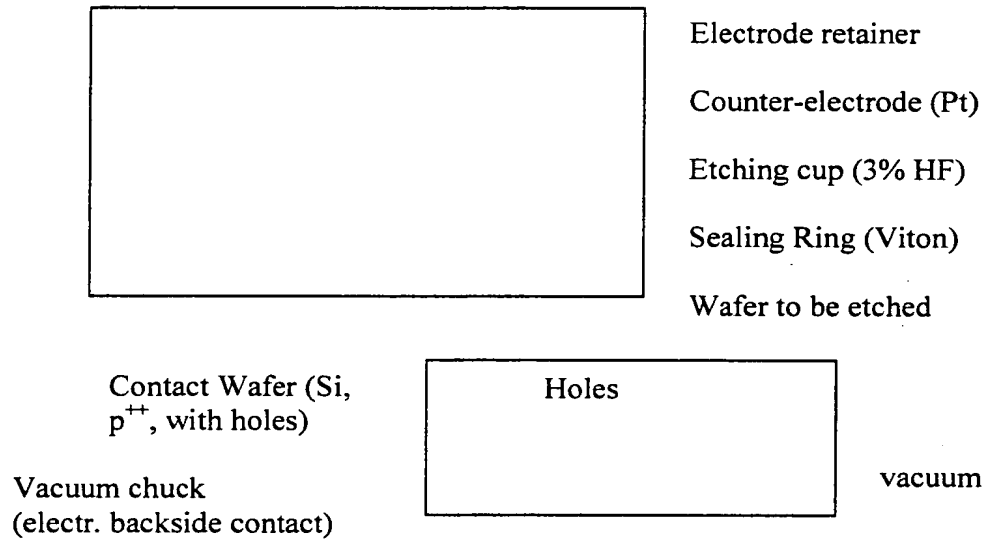 Electrode retainer
Counter-electrode (Pt)
Etching cup (3% HF)
Sealing Ring (Viton)
Wafer to be etched
Contact Wafer (Si,
p++, with holes)
Holes
vacuum
Vacuum chuck
(electr. backside contact)